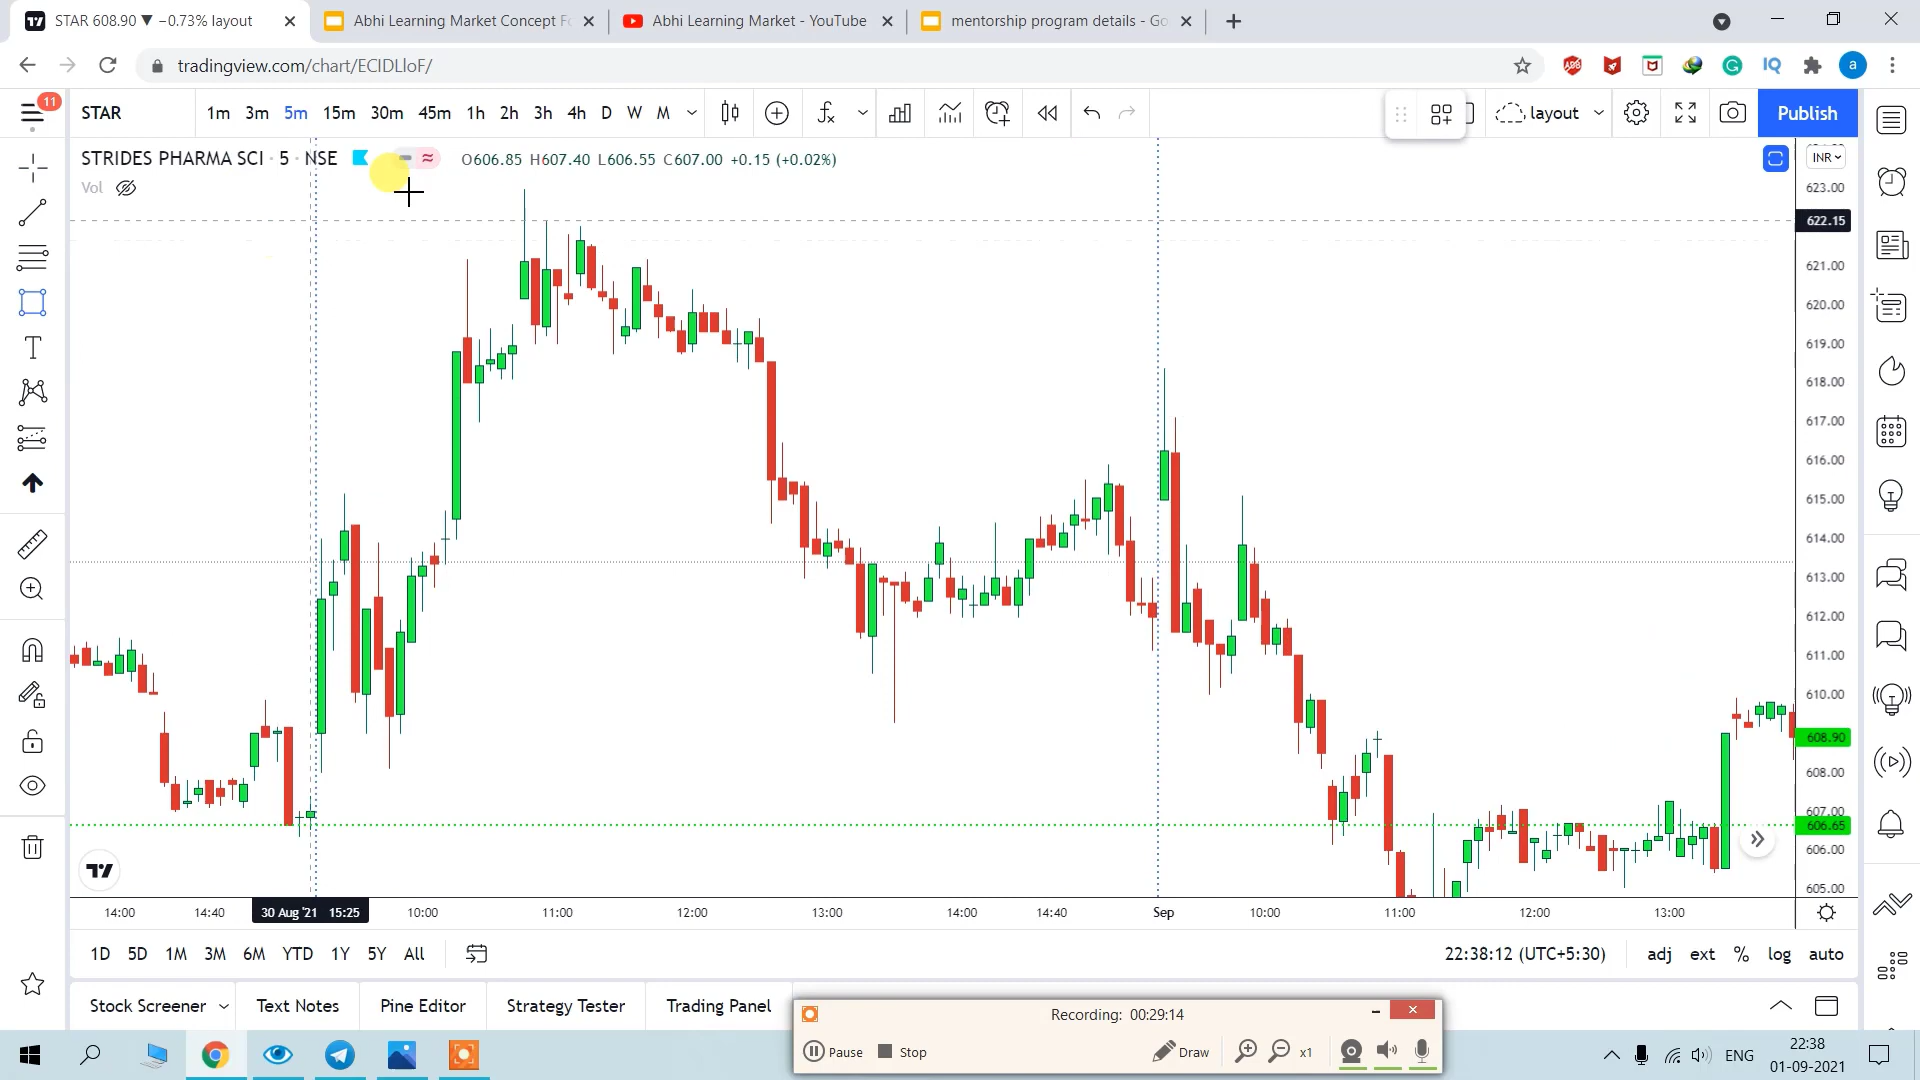 STAR 608.90 ▼ −0.73% layout
Abhi Learning Market Concept Fo
Abhi Learning Market - YouTube
mentorship program details - Go
tradingview.com/chart/ECIDLloF/
a
11
STAR 1m 3m 5m 15m 30m 45m 1h 2h 3h 4h D W M layout Publish
STRIDES PHARMA SCI · 5 · NSE O606.85 H607.40 L606.55 C607.00 +0.15 (+0.02%)
INR
Vol
623.00
622.15
621.00
620.00
619.00
618.00
617.00
616.00
615.00
614.00
613.00
612.00
611.00
610.00
608.90
608.00
607.00
606.65
606.00
605.00
14:00 14:40 30 Aug '21 15:25 10:00 11:00 12:00 13:00 14:00 14:40 Sep 10:00 11:00 12:00 13:00
1D 5D 1M 3M 6M YTD 1Y 5Y All 22:38:12 (UTC+5:30) adj ext % log auto
Stock Screener Text Notes Pine Editor Strategy Tester Trading Panel
Recording: 00:29:14
Pause Stop Draw x1
ENG
22:38
01-09-2021